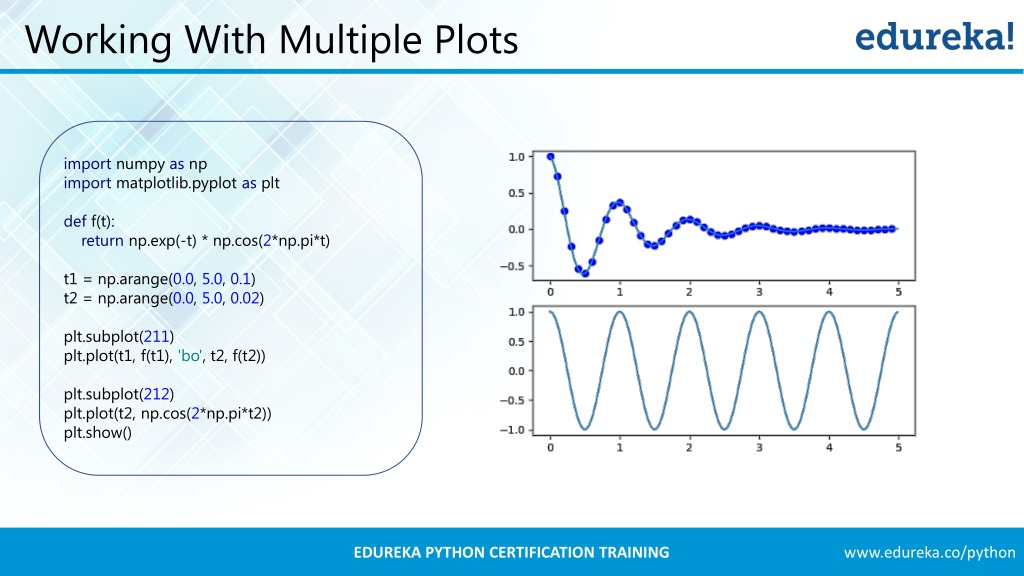 Working With Multiple Plots
edureka!
import numpy as np
import matplotlib.pyplot as plt
def f(t):
return np.exp(-t) * np.cos(2*np.pi*t)
t1 = np.arange(0.0, 5.0, 0.1)
t2 = np.arange(0.0, 5.0, 0.02)
plt.subplot(211)
plt.plot(t1, f(t1), 'bo', t2, f(t2))
plt.subplot(212)
plt.plot(t2, np.cos(2*np.pi*t2))
plt.show()
1.0
0.5
0.0
−0.5
0 1 2 3 4 5
1.0
0.5
0.0
−0.5
−1.0
0 1 2 3 4 5
EDUREKA PYTHON CERTIFICATION TRAINING
www.edureka.co/python